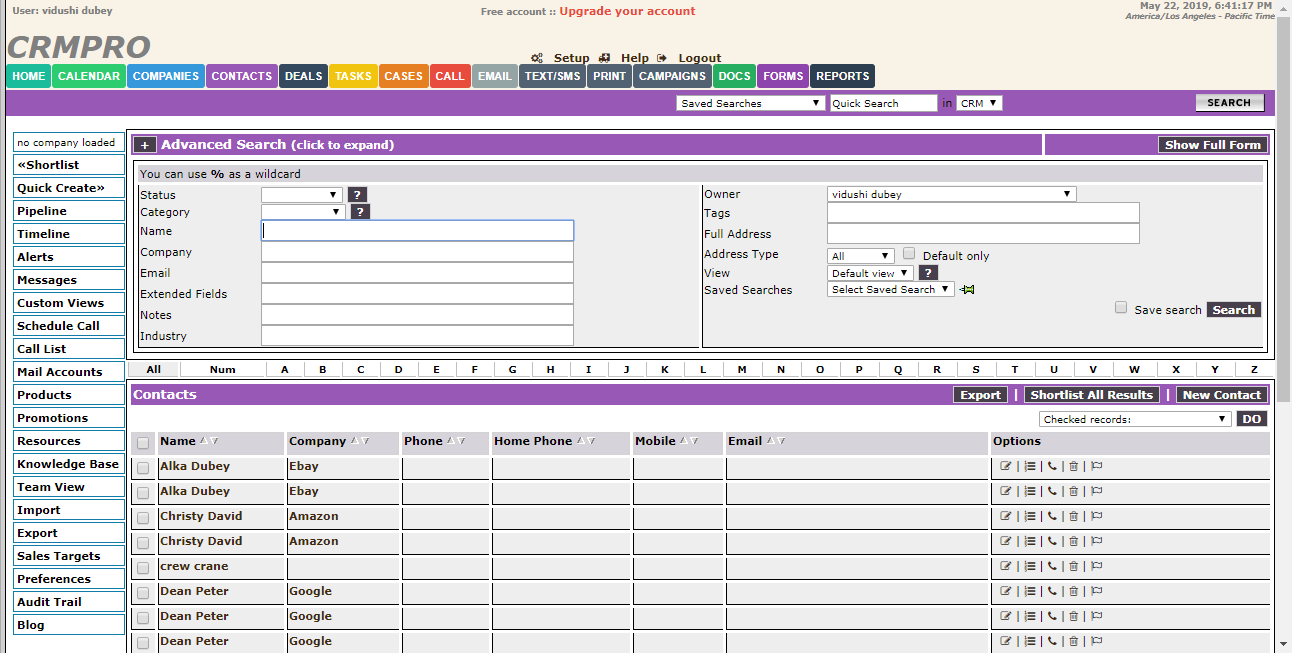 User: vidushi dubey
Free account :: Upgrade your account
May 22, 2019, 6:41:17 PM
America/Los Angeles - Pacific Time
CRMPRO
Setup Help Logout
HOME CALENDAR COMPANIES CONTACTS DEALS TASKS CASES CALL EMAIL TEXT/SMS PRINT CAMPAIGNS DOCS FORMS REPORTS
Saved Searches Quick Search in CRM SEARCH
no company loaded
«Shortlist
Quick Create»
Pipeline
Timeline
Alerts
Messages
Custom Views
Schedule Call
Call List
Mail Accounts
Products
Promotions
Resources
Knowledge Base
Team View
Import
Export
Sales Targets
Preferences
Audit Trail
Blog
+ Advanced Search (click to expand) Show Full Form
You can use % as a wildcard
Status ?
Category ?
Name
Company
Email
Extended Fields
Notes
Industry
Owner vidushi dubey
Tags
Full Address
Address Type All Default only
View Default view ?
Saved Searches Select Saved Search
Save search Search
All Num A B C D E F G H I J K L M N O P Q R S T U V W X Y Z
Contacts Export | Shortlist All Results | New Contact
Checked records: DO
Name Company Phone Home Phone Mobile Email Options
Alka Dubey Ebay | | | |
Alka Dubey Ebay | | | |
Christy David Amazon | | | |
Christy David Amazon | | | |
crew crane | | | |
Dean Peter Google | | | |
Dean Peter Google | | | |
Dean Peter Google | | | |